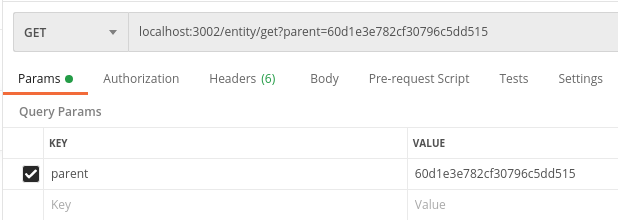 GET localhost:3002/entity/get?parent=60d1e3e782cf30796c5dd515
Params Authorization Headers (6) Body Pre-request Script Tests Settings
Query Params
KEY VALUE
parent 60d1e3e782cf30796c5dd515
Key Value